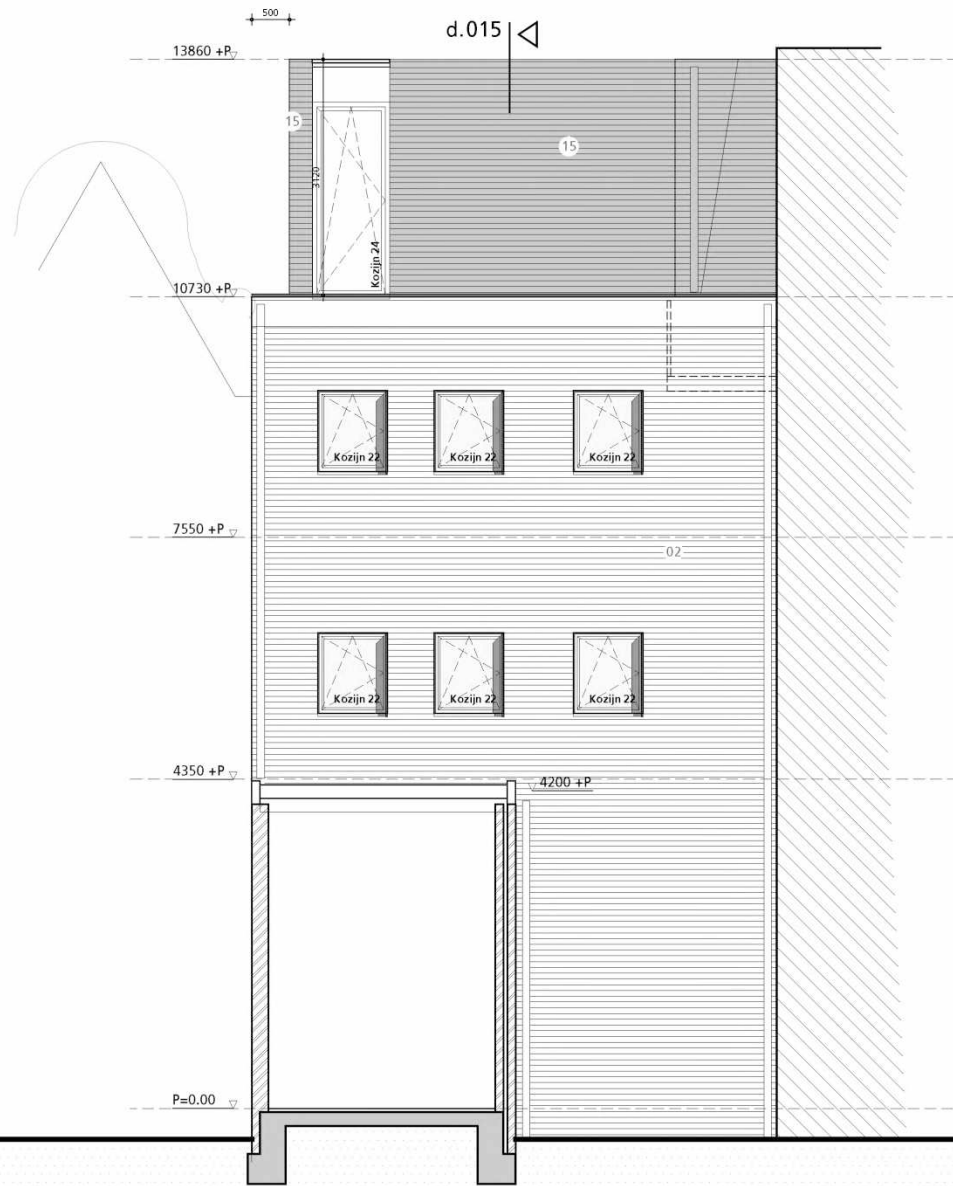 500
d.015
13860 +P
15
15
3120
Kozijn 24
10730 +P
Kozijn 22
Kozijn 22
Kozijn 22
7550 +P
02
Kozijn 22
Kozijn 22
Kozijn 22
4350 +P
4200 +P
P=0.00